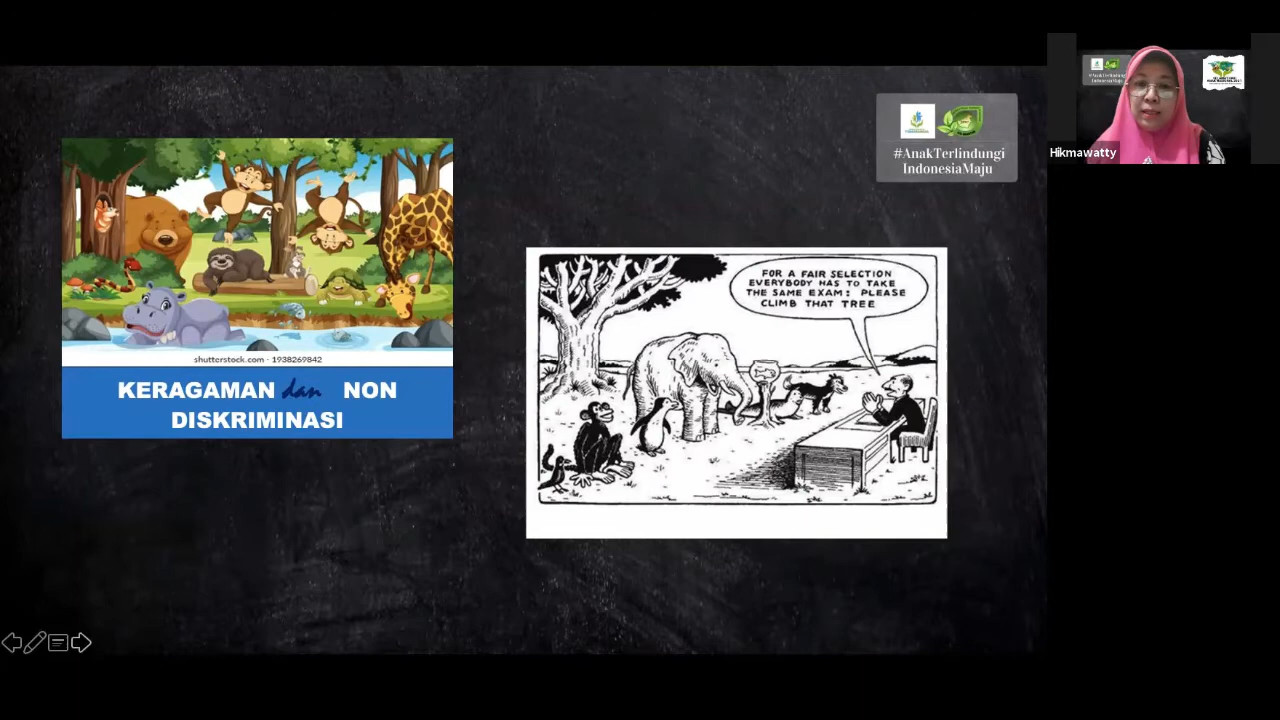 #AnakTerlindungi
IndonesiaMaju
Hikmawatty
shutterstock.com - 1938269842
KERAGAMAN dan NON
DISKRIMINASI
FOR A FAIR SELECTION
EVERYBODY HAS TO TAKE
THE SAME EXAM: PLEASE
CLIMB THAT TREE